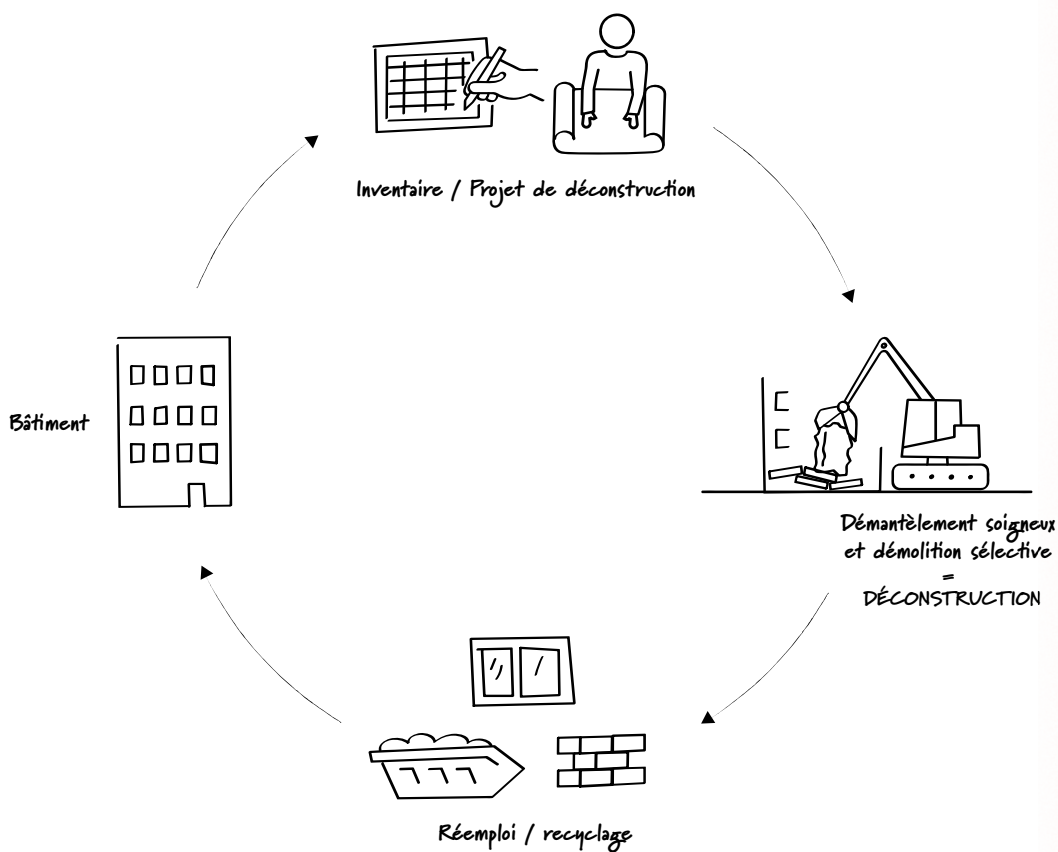 Inventaire / Projet de déconstruction
Bâtiment
Démantèlement soigneux
et démolition sélective
=
DÉCONSTRUCTION
Réemploi / recyclage